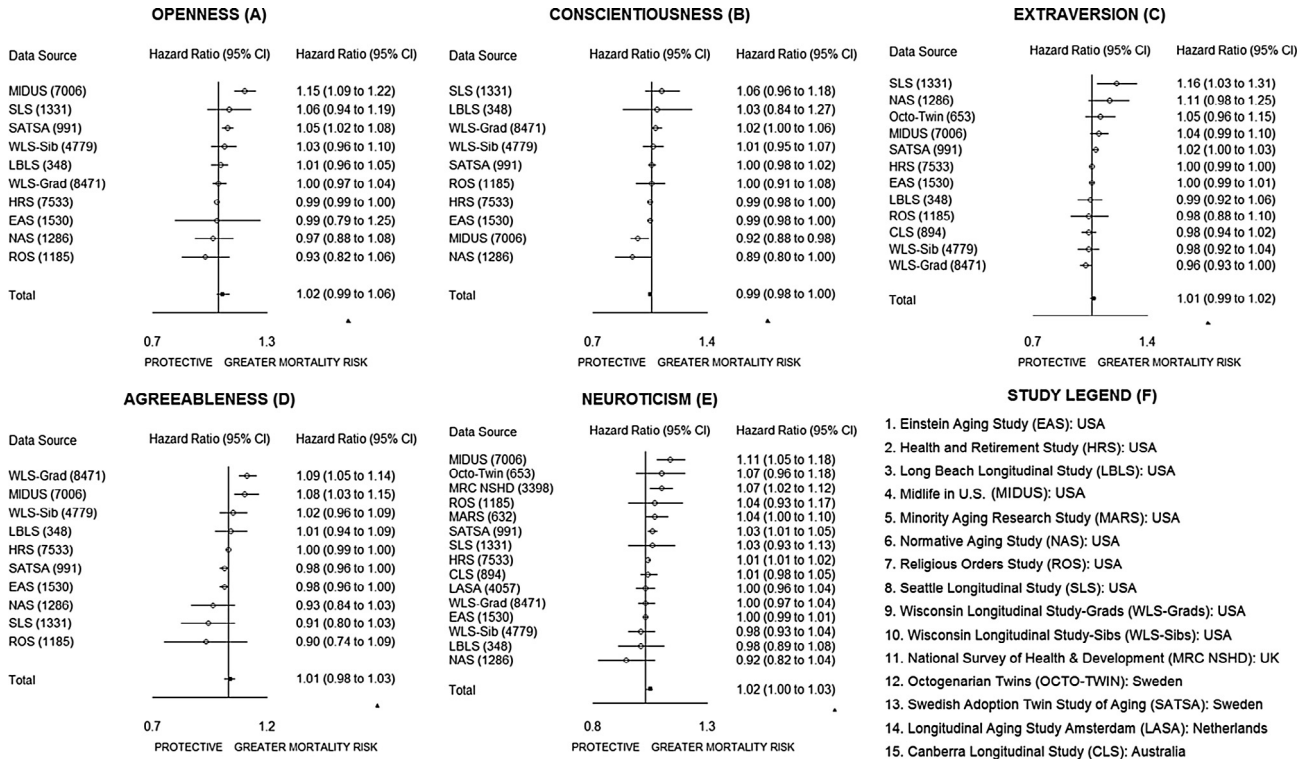 OPENNESS (A)
Data Source Hazard Ratio (95% CI) Hazard Ratio (95% CI)
MIDUS (7006) 1.15 (1.09 to 1.22)
SLS (1331) 1.06 (0.94 to 1.19)
SATSA (991) 1.05 (1.02 to 1.08)
WLS-Sib (4779) 1.03 (0.96 to 1.10)
LBLS (348) 1.01 (0.96 to 1.05)
WLS-Grad (8471) 1.00 (0.97 to 1.04)
HRS (7533) 0.99 (0.99 to 1.00)
EAS (1530) 0.99 (0.79 to 1.25)
NAS (1286) 0.97 (0.88 to 1.08)
ROS (1185) 0.93 (0.82 to 1.06)
Total 1.02 (0.99 to 1.06)
0.7 1.3
PROTECTIVE GREATER MORTALITY RISK
CONSCIENTIOUSNESS (B)
Data Source Hazard Ratio (95% CI) Hazard Ratio (95% CI)
SLS (1331) 1.06 (0.96 to 1.18)
LBLS (348) 1.03 (0.84 to 1.27)
WLS-Grad (8471) 1.02 (1.00 to 1.06)
WLS-Sib (4779) 1.01 (0.95 to 1.07)
SATSA (991) 1.00 (0.98 to 1.02)
ROS (1185) 1.00 (0.91 to 1.08)
HRS (7533) 0.99 (0.98 to 1.00)
EAS (1530) 0.99 (0.98 to 1.00)
MIDUS (7006) 0.92 (0.88 to 0.98)
NAS (1286) 0.89 (0.80 to 1.00)
Total 0.99 (0.98 to 1.00)
0.7 1.4
PROTECTIVE GREATER MORTALITY RISK
EXTRAVERSION (C)
Data Source Hazard Ratio (95% CI) Hazard Ratio (95% CI)
SLS (1331) 1.16 (1.03 to 1.31)
NAS (1286) 1.11 (0.98 to 1.25)
Octo-Twin (653) 1.05 (0.96 to 1.15)
MIDUS (7006) 1.04 (0.99 to 1.10)
SATSA (991) 1.02 (1.00 to 1.03)
HRS (7533) 1.00 (0.99 to 1.00)
EAS (1530) 1.00 (0.99 to 1.01)
LBLS (348) 0.99 (0.92 to 1.06)
ROS (1185) 0.98 (0.88 to 1.10)
CLS (894) 0.98 (0.94 to 1.02)
WLS-Sib (4779) 0.98 (0.92 to 1.04)
WLS-Grad (8471) 0.96 (0.93 to 1.00)
Total 1.01 (0.99 to 1.02)
0.7 1.4
PROTECTIVE GREATER MORTALITY RISK
AGREEABLENESS (D)
Data Source Hazard Ratio (95% CI) Hazard Ratio (95% CI)
WLS-Grad (8471) 1.09 (1.05 to 1.14)
MIDUS (7006) 1.08 (1.03 to 1.15)
WLS-Sib (4779) 1.02 (0.96 to 1.09)
LBLS (348) 1.01 (0.94 to 1.09)
HRS (7533) 1.00 (0.99 to 1.00)
SATSA (991) 0.98 (0.96 to 1.00)
EAS (1530) 0.98 (0.96 to 1.00)
NAS (1286) 0.93 (0.84 to 1.03)
SLS (1331) 0.91 (0.80 to 1.03)
ROS (1185) 0.90 (0.74 to 1.09)
Total 1.01 (0.98 to 1.03)
0.7 1.2
PROTECTIVE GREATER MORTALITY RISK
NEUROTICISM (E)
Data Source Hazard Ratio (95% CI) Hazard Ratio (95% CI)
MIDUS (7006) 1.11 (1.05 to 1.18)
Octo-Twin (653) 1.07 (0.96 to 1.18)
MRC NSHD (3398) 1.07 (1.02 to 1.12)
ROS (1185) 1.04 (0.93 to 1.17)
MARS (632) 1.04 (1.00 to 1.10)
SATSA (991) 1.03 (1.01 to 1.05)
SLS (1331) 1.03 (0.93 to 1.13)
HRS (7533) 1.01 (1.01 to 1.02)
CLS (894) 1.01 (0.98 to 1.05)
LASA (4057) 1.00 (0.96 to 1.04)
WLS-Grad (8471) 1.00 (0.97 to 1.04)
EAS (1530) 1.00 (0.99 to 1.01)
WLS-Sib (4779) 0.98 (0.93 to 1.04)
LBLS (348) 0.98 (0.89 to 1.08)
NAS (1286) 0.92 (0.82 to 1.04)
Total 1.02 (1.00 to 1.03)
0.8 1.3
PROTECTIVE GREATER MORTALITY RISK
STUDY LEGEND (F)
1. Einstein Aging Study (EAS): USA
2. Health and Retirement Study (HRS): USA
3. Long Beach Longitudinal Study (LBLS): USA
4. Midlife in U.S. (MIDUS): USA
5. Minority Aging Research Study (MARS): USA
6. Normative Aging Study (NAS): USA
7. Religious Orders Study (ROS): USA
8. Seattle Longitudinal Study (SLS): USA
9. Wisconsin Longitudinal Study-Grads (WLS-Grads): USA
10. Wisconsin Longitudinal Study-Sibs (WLS-Sibs): USA
11. National Survey of Health & Development (MRC NSHD): UK
12. Octogenarian Twins (OCTO-TWIN): Sweden
13. Swedish Adoption Twin Study of Aging (SATSA): Sweden
14. Longitudinal Aging Study Amsterdam (LASA): Netherlands
15. Canberra Longitudinal Study (CLS): Australia